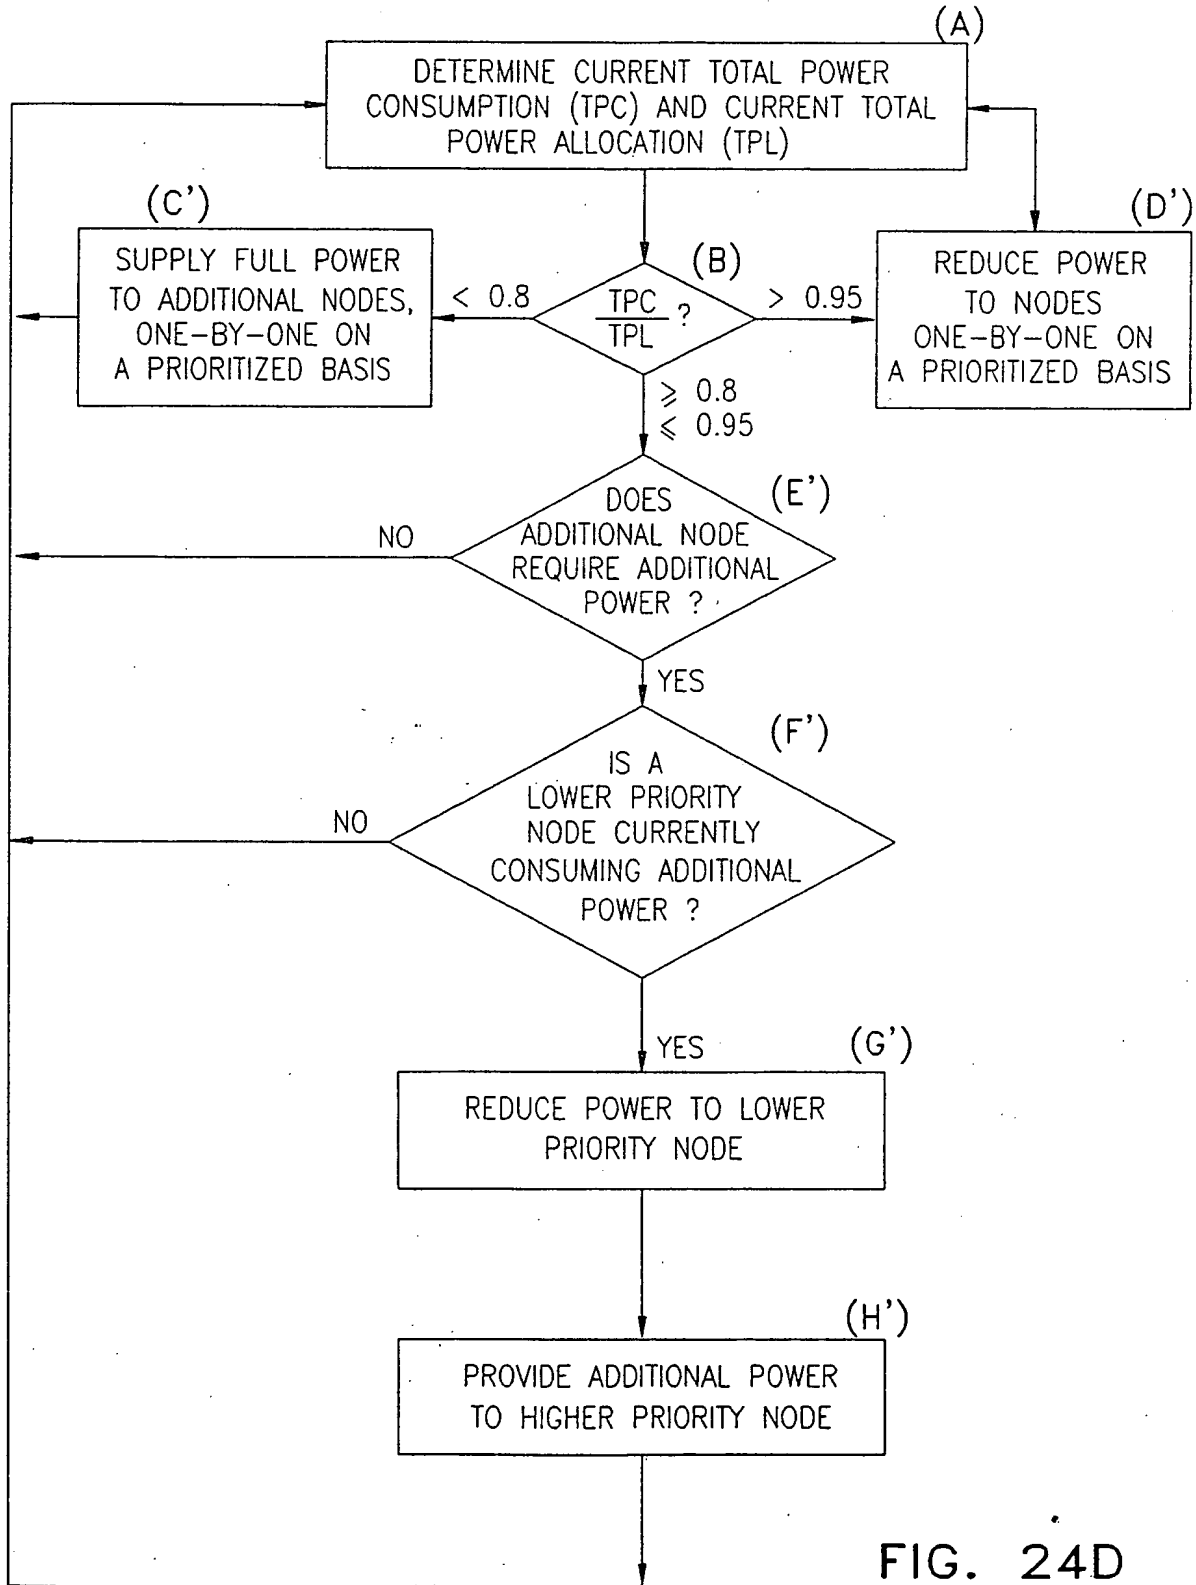 (A)
DETERMINE CURRENT TOTAL POWER
CONSUMPTION (TPC) AND CURRENT TOTAL
POWER ALLOCATION (TPL)
(C')
SUPPLY FULL POWER
TO ADDITIONAL NODES,
ONE-BY-ONE ON
A PRIORITIZED BASIS
< 0.8
(B)
TPC
TPL
?
> 0.95
(D')
REDUCE POWER
TO NODES
ONE-BY-ONE ON
A PRIORITIZED BASIS
⩾ 0.8
⩽ 0.95
(E')
DOES
ADDITIONAL NODE
REQUIRE ADDITIONAL
POWER ?
NO
YES
(F')
IS A
LOWER PRIORITY
NODE CURRENTLY
CONSUMING ADDITIONAL
POWER ?
NO
YES
(G')
REDUCE POWER TO LOWER
PRIORITY NODE
(H')
PROVIDE ADDITIONAL POWER
TO HIGHER PRIORITY NODE
FIG. 24D